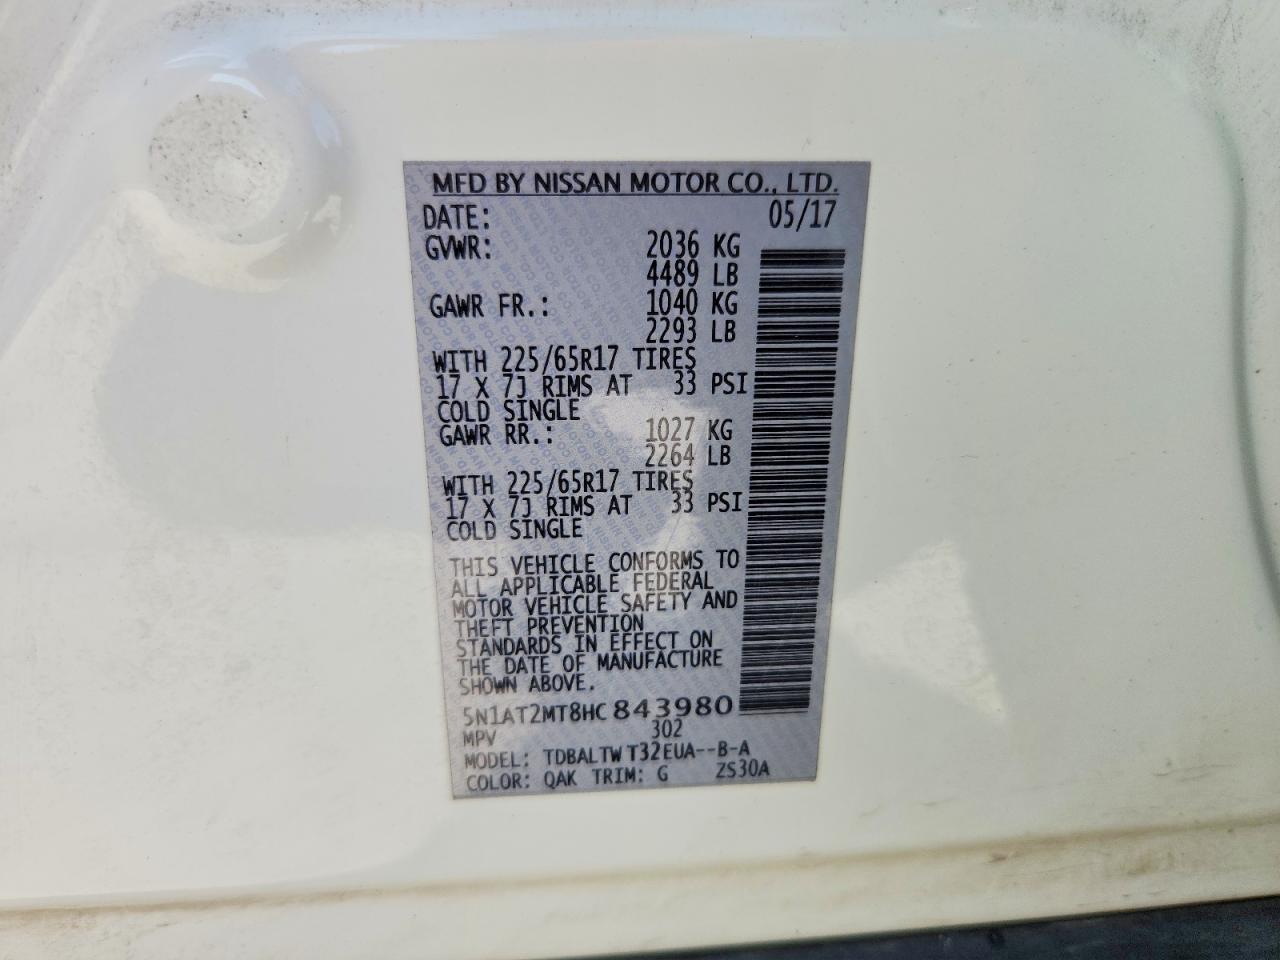 MFD BY NISSAN MOTOR CO., LTD.
DATE: 05/17
GVWR: 2036 KG
4489 LB
GAWR FR.: 1040 KG
2293 LB
WITH 225/65R17 TIRES
17 X 7J RIMS AT 33 PSI
COLD SINGLE
GAWR RR.: 1027 KG
2264 LB
WITH 225/65R17 TIRES
17 X 7J RIMS AT 33 PSI
COLD SINGLE
THIS VEHICLE CONFORMS TO
ALL APPLICABLE FEDERAL
MOTOR VEHICLE SAFETY AND
THEFT PREVENTION
STANDARDS IN EFFECT ON
THE DATE OF MANUFACTURE
SHOWN ABOVE.
5N1AT2MT8HC843980
MPV 302
MODEL: TDBALTW T32EUA--B-A
COLOR: QAK TRIM: G ZS30A